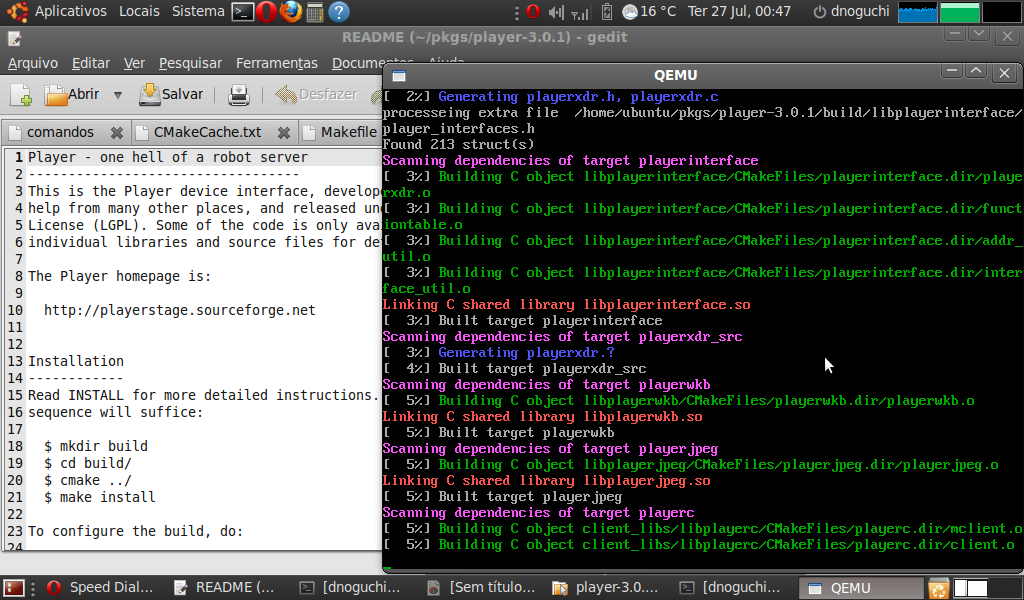 Aplicativos Locais Sistema 16 °C Ter 27 Jul, 00:47 dnoguchi
README (~/pkgs/player-3.0.1) - gedit
Arquivo Editar Ver Pesquisar Ferramentas Documentos Ajuda
Abrir Salvar Desfazer
comandos CMakeCache.txt Makefile
1 Player - one hell of a robot server
2 ----------------------------------
3 This is the Player device interface, develop
4 help from many other places, and released un
5 License (LGPL). Some of the code is only ava
6 individual libraries and source files for de
7
8 The Player homepage is:
9
10 http://playerstage.sourceforge.net
11
12
13 Installation
14 ------------
15 Read INSTALL for more detailed instructions.
16 sequence will suffice:
17
18 $ mkdir build
19 $ cd build/
20 $ cmake ../
21 $ make install
22
23 To configure the build, do:
24
QEMU
[  2%] Generating playerxdr.h, playerxdr.c
processeing extra file  /home/ubuntu/pkgs/player-3.0.1/build/libplayerinterface/
player_interfaces.h
Found 213 struct(s)
Scanning dependencies of target playerinterface
[  3%] Building C object libplayerinterface/CMakeFiles/playerinterface.dir/playe
rxdr.o
[  3%] Building C object libplayerinterface/CMakeFiles/playerinterface.dir/funct
iontable.o
[  3%] Building C object libplayerinterface/CMakeFiles/playerinterface.dir/addr_
util.o
[  3%] Building C object libplayerinterface/CMakeFiles/playerinterface.dir/inter
face_util.o
Linking C shared library libplayerinterface.so
[  3%] Built target playerinterface
Scanning dependencies of target playerxdr_src
[  3%] Generating playerxdr.?
[  4%] Built target playerxdr_src
Scanning dependencies of target playerwkb
[  5%] Building C object libplayerwkb/CMakeFiles/playerwkb.dir/playerwkb.o
Linking C shared library libplayerwkb.so
[  5%] Built target playerwkb
Scanning dependencies of target playerjpeg
[  5%] Building C object libplayerjpeg/CMakeFiles/playerjpeg.dir/playerjpeg.o
Linking C shared library libplayerjpeg.so
[  5%] Built target playerjpeg
Scanning dependencies of target playerc
[  5%] Building C object client_libs/libplayerc/CMakeFiles/playerc.dir/mclient.o
[  5%] Building C object client_libs/libplayerc/CMakeFiles/playerc.dir/client.o
Speed Dial... README (... [dnoguchi... [Sem título... player-3.0.... [dnoguchi... QEMU